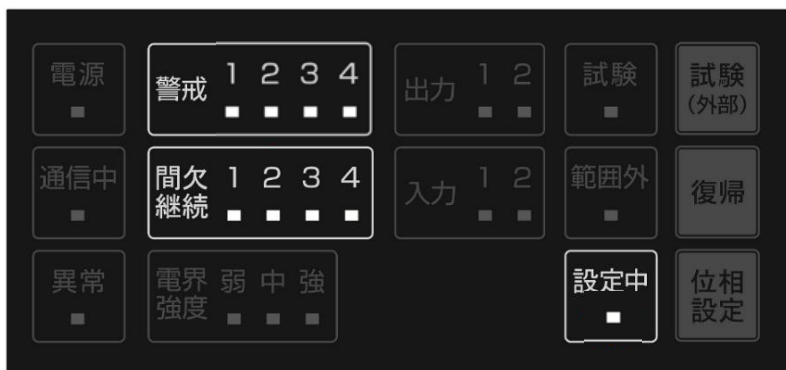 電源
警戒 1 2 3 4
出力 1 2
試験
試験
(外部)
通信中
間欠 1 2 3 4
継続
入力 1 2
範囲外
復帰
異常
電界 弱 中 強
強度
設定中
位相
設定